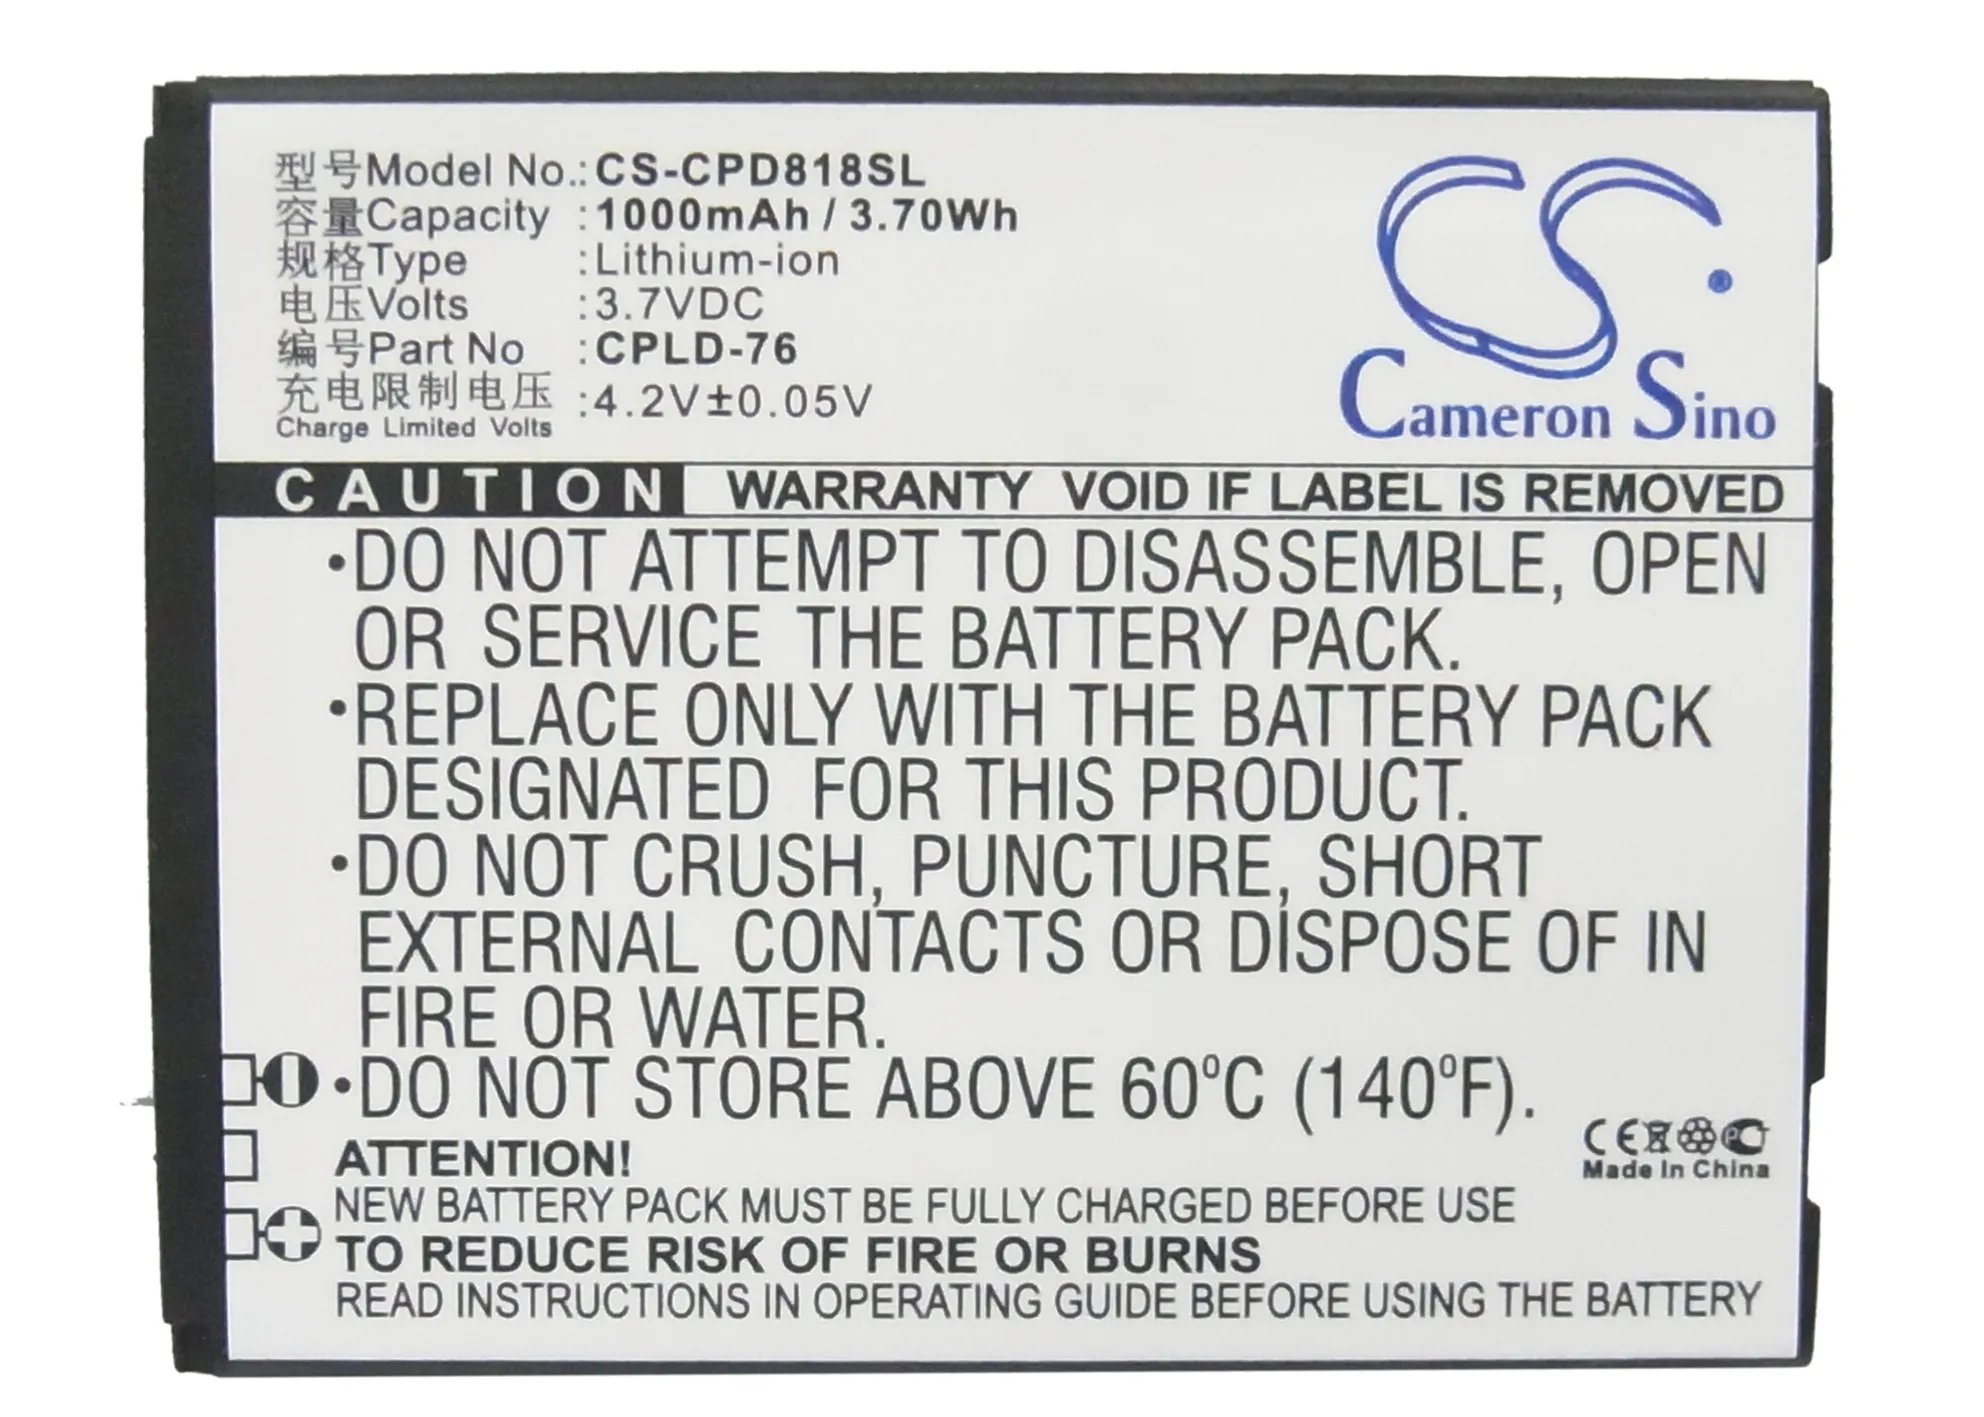 型号Model No.: CS-CPD818SL
容量Capacity : 1000mAh / 3.70Wh
规格Type : Lithium-ion
电压Volts : 3.7VDC
编号Part No : CPLD-76
充电限制电压 : 4.2V±0.05V
Charge Limited Volts
CS
Cameron Sino
CAUTION WARRANTY VOID IF LABEL IS REMOVED
•DO NOT ATTEMPT TO DISASSEMBLE, OPEN
OR SERVICE THE BATTERY PACK.
•REPLACE ONLY WITH THE BATTERY PACK
DESIGNATED FOR THIS PRODUCT.
•DO NOT CRUSH, PUNCTURE, SHORT
EXTERNAL CONTACTS OR DISPOSE OF IN
FIRE OR WATER.
•DO NOT STORE ABOVE 60°C (140°F).
CE
Made In China
ATTENTION!
NEW BATTERY PACK MUST BE FULLY CHARGED BEFORE USE
TO REDUCE RISK OF FIRE OR BURNS
READ INSTRUCTIONS IN OPERATING GUIDE BEFORE USING THE BATTERY